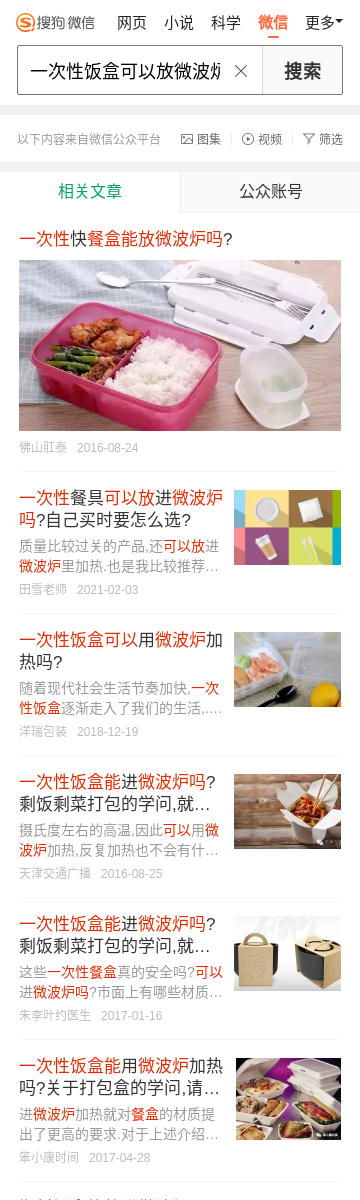 搜狗 微信
网页 小说 科学 微信 更多
一次性饭盒可以放微波炉
搜索
以下内容来自微信公众平台 图集 视频 筛选
相关文章 公众账号
一次性快餐盒能放微波炉吗?
佛山肛泰 2016-08-24
一次性餐具可以放进微波炉
吗?自己买时要怎么选?
质量比较过关的产品,还可以放进
微波炉里加热.也是我比较推荐…
田雪老师 2021-02-03
一次性饭盒可以用微波炉加
热吗?
随着现代社会生活节奏加快,一次
性饭盒逐渐走入了我们的生活,.…
洋瑞包装 2018-12-19
一次性饭盒能进微波炉吗?
剩饭剩菜打包的学问,就…
摄氏度左右的高温,因此可以用微
波炉加热,反复加热也不会有什…
天津交通广播 2016-08-25
一次性饭盒能进微波炉吗?
剩饭剩菜打包的学问,就…
这些一次性餐盒真的安全吗?可以
进微波炉吗?市面上有哪些材质…
朱李叶约医生 2017-01-16
一次性饭盒能用微波炉加热
吗?关于打包盒的学问,请…
进微波炉加热就对餐盒的材质提
出了更高的要求.对于上述介绍…
笨小康时间 2017-04-28